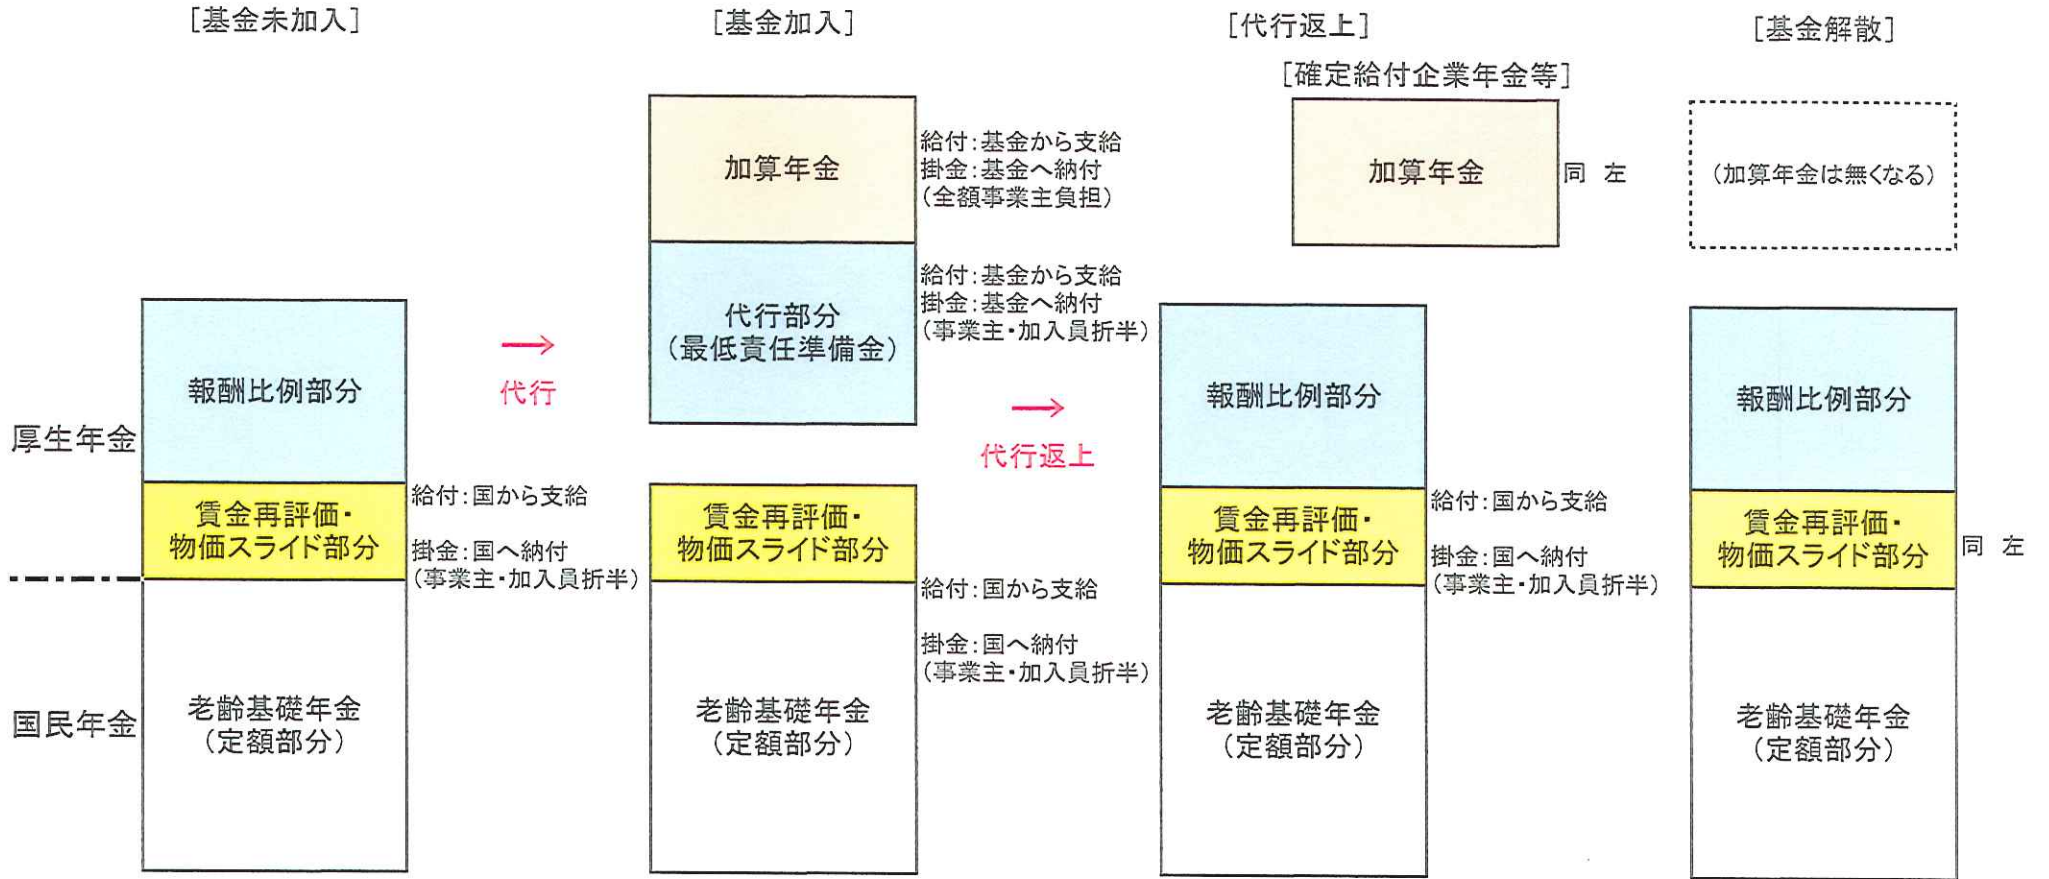 [基金未加入]
厚生年金
国民年金
報酬比例部分
賃金再評価・
物価スライド部分
老齢基礎年金
(定額部分)
給付:国から支給
掛金:国へ納付
(事業主・加入員折半)
→
代行
[基金加入]
加算年金
給付:基金から支給
掛金:基金へ納付
(全額事業主負担)
代行部分
(最低責任準備金)
給付:基金から支給
掛金:基金へ納付
(事業主・加入員折半)
賃金再評価・
物価スライド部分
老齢基礎年金
(定額部分)
給付:国から支給
掛金:国へ納付
(事業主・加入員折半)
→
代行返上
[代行返上]
[確定給付企業年金等]
加算年金
同 左
報酬比例部分
賃金再評価・
物価スライド部分
老齢基礎年金
(定額部分)
給付:国から支給
掛金:国へ納付
(事業主・加入員折半)
[基金解散]
(加算年金は無くなる)
報酬比例部分
賃金再評価・
物価スライド部分
同 左
老齢基礎年金
(定額部分)